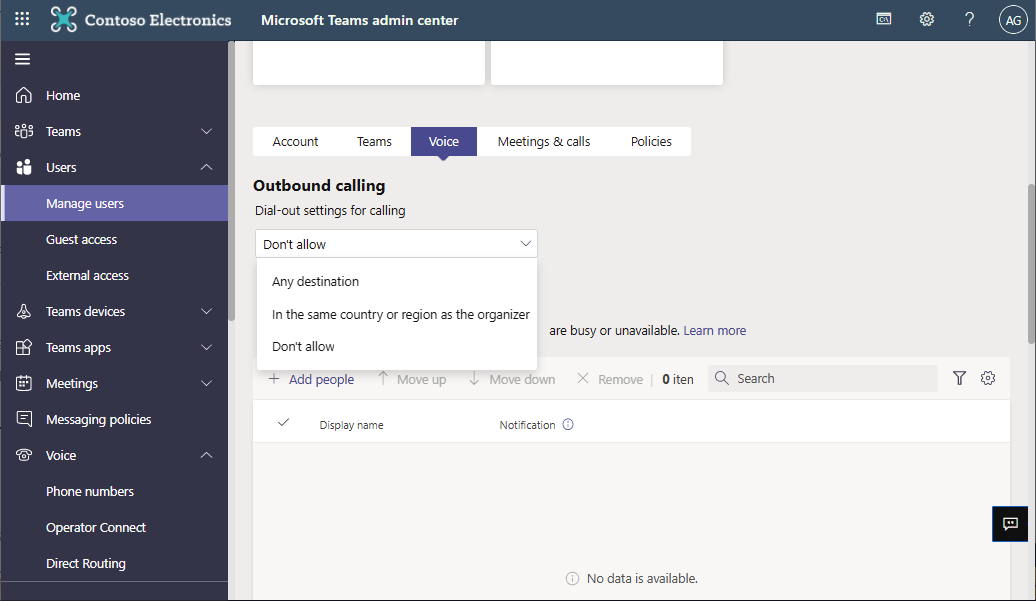 Contoso Electronics
Microsoft Teams admin center
AG
Home
Teams
Users
Manage users
Guest access
External access
Teams devices
Teams apps
Meetings
Messaging policies
Voice
Phone numbers
Operator Connect
Direct Routing
Account Teams Voice Meetings & calls Policies
Outbound calling
Dial-out settings for calling
Don't allow
Any destination
In the same country or region as the organizer
Don't allow
are busy or unavailable. Learn more
+ Add people Move up Move down Remove | 0 iten Search
Display name Notification
No data is available.